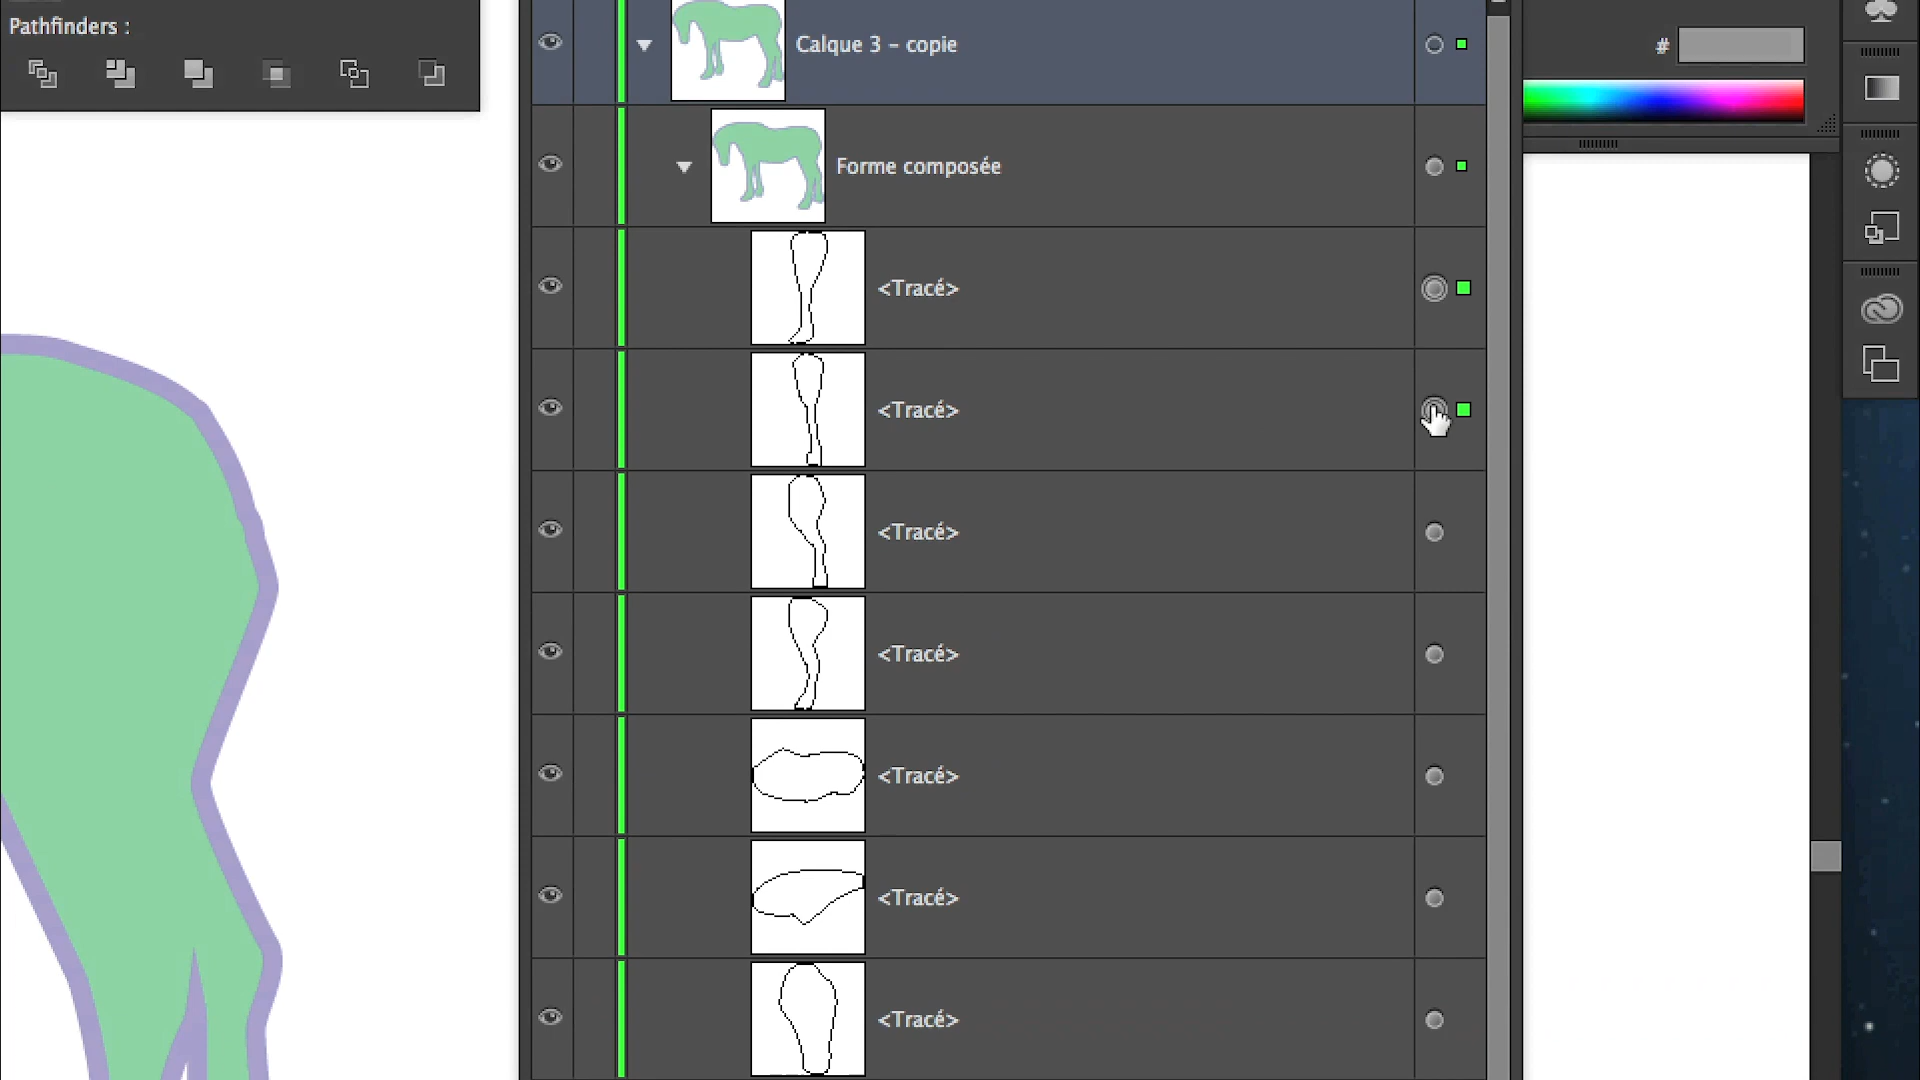 Pathfinders :
Calque 3 – copie
#
Forme composée
<Tracé>
<Tracé>
<Tracé>
<Tracé>
<Tracé>
<Tracé>
<Tracé>